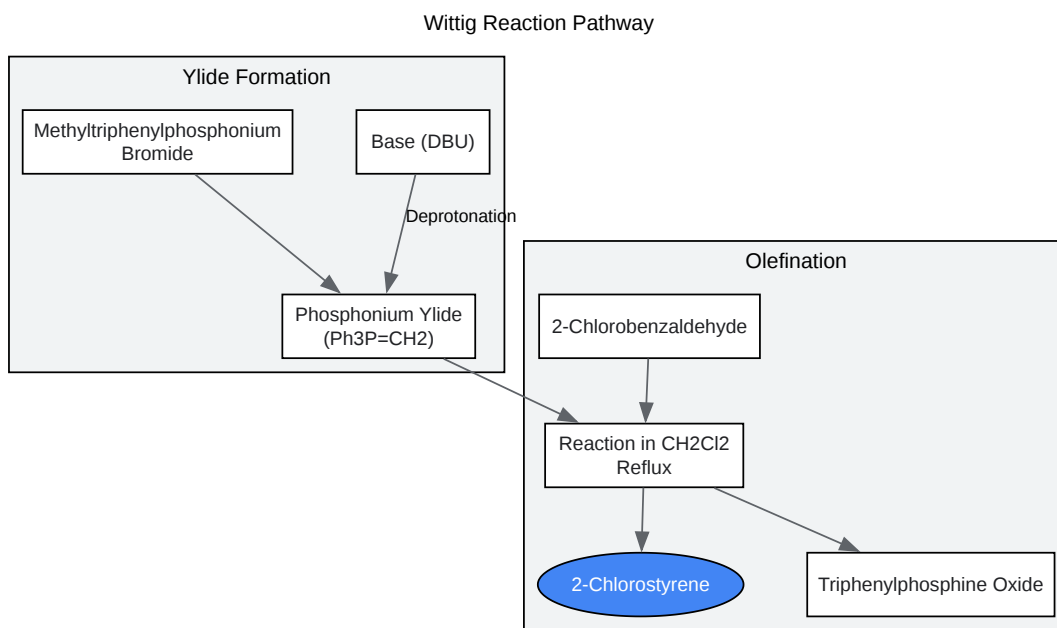 Wittig Reaction Pathway
Ylide Formation
Methyltriphenylphosphonium
Bromide
Base (DBU)
Deprotonation
Phosphonium Ylide
(Ph3P=CH2)
Olefination
2-Chlorobenzaldehyde
Reaction in CH2Cl2
Reflux
2-Chlorostyrene
Triphenylphosphine Oxide